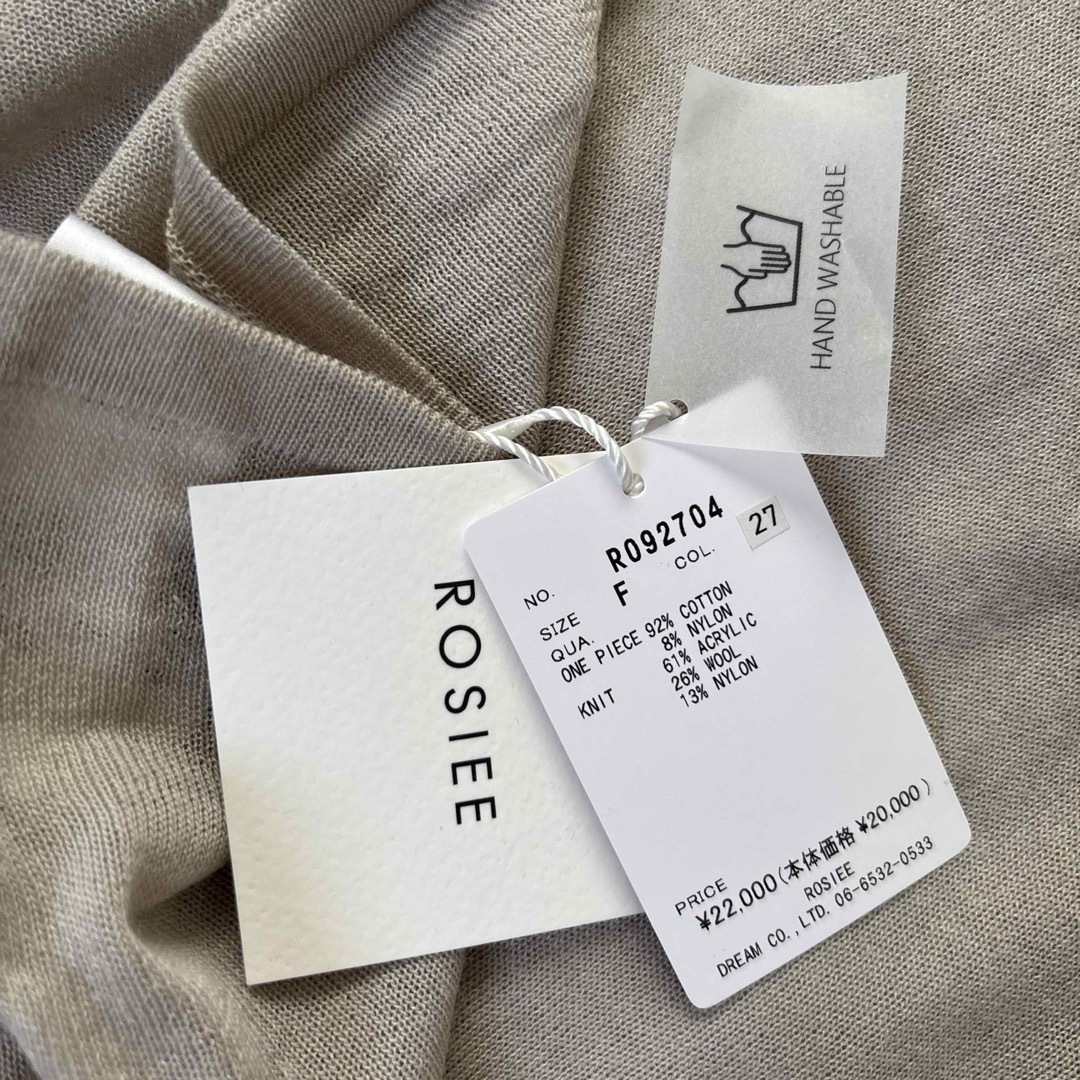 HAND WASHABLE
ROSIEE
NO. R092704
SIZE F COL. 27
QUA.
ONE PIECE 92% COTTON
8% NYLON
KNIT 61% ACRYLIC
26% WOOL
13% NYLON
PRICE
¥22,000(本体価格 ¥20,000)
ROSIEE
DREAM CO.,LTD. 06-6532-0533